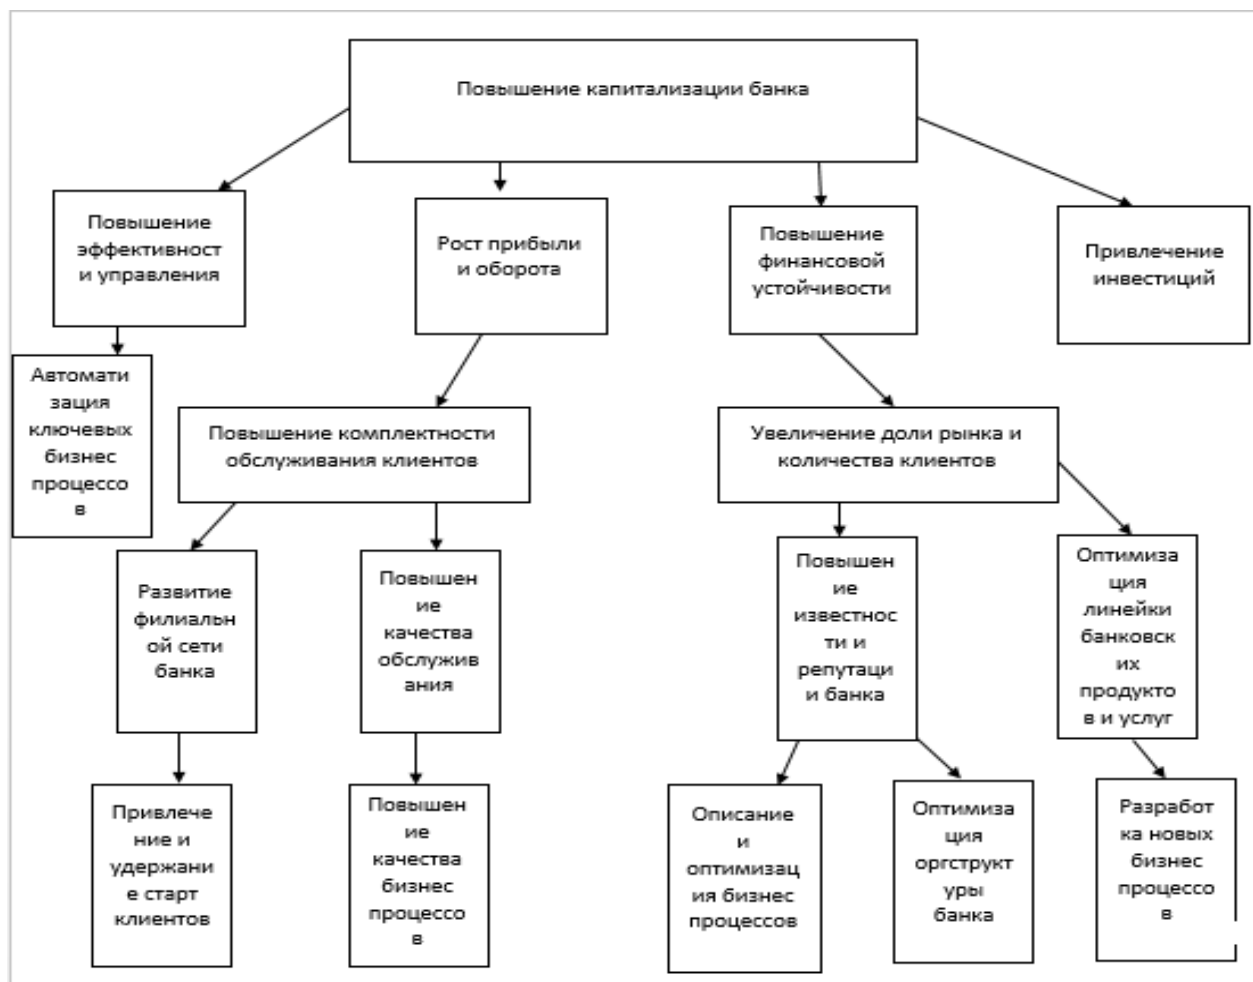 Повышение капитализации банка
Повышение
эффективност
и управления
Рост прибыли
и оборота
Повышение
финансовой
устойчивости
Привлечение
инвестиций
Автомати
зация
ключевых
бизнес
процессо
в
Повышение комплектности
обслуживания клиентов
Увеличение доли рынка и
количества клиентов
Развитие
филиальн
ой сети
банка
Повышен
ие
качества
обслужив
ания
Повышен
ие
известнос
ти и
репутаци
и банка
Оптимиза
ция
линейки
банковск
их
продукто
в и услуг
Привлече
ние и
удержани
е старт
клиентов
Повышен
ие
качества
бизнес
процессо
в
Описание
и
оптимизац
ия бизнес
процессов
Оптимиза
ция
оргструкт
уры
банка
Разработ
ка новых
бизнес
процессо
в